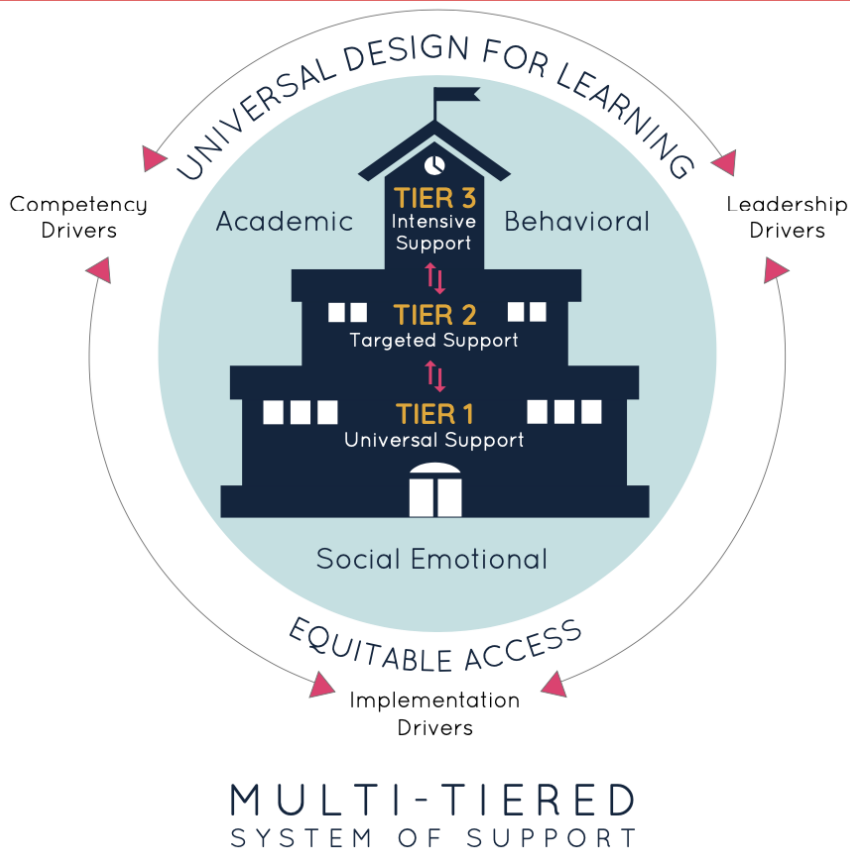 UNIVERSAL DESIGN FOR LEARNING
Competency
Drivers
Leadership
Drivers
Academic
Behavioral
TIER 3
Intensive
Support
TIER 2
Targeted Support
TIER 1
Universal Support
Social Emotional
EQUITABLE ACCESS
Implementation
Drivers
MULTI-TIERED
SYSTEM OF SUPPORT